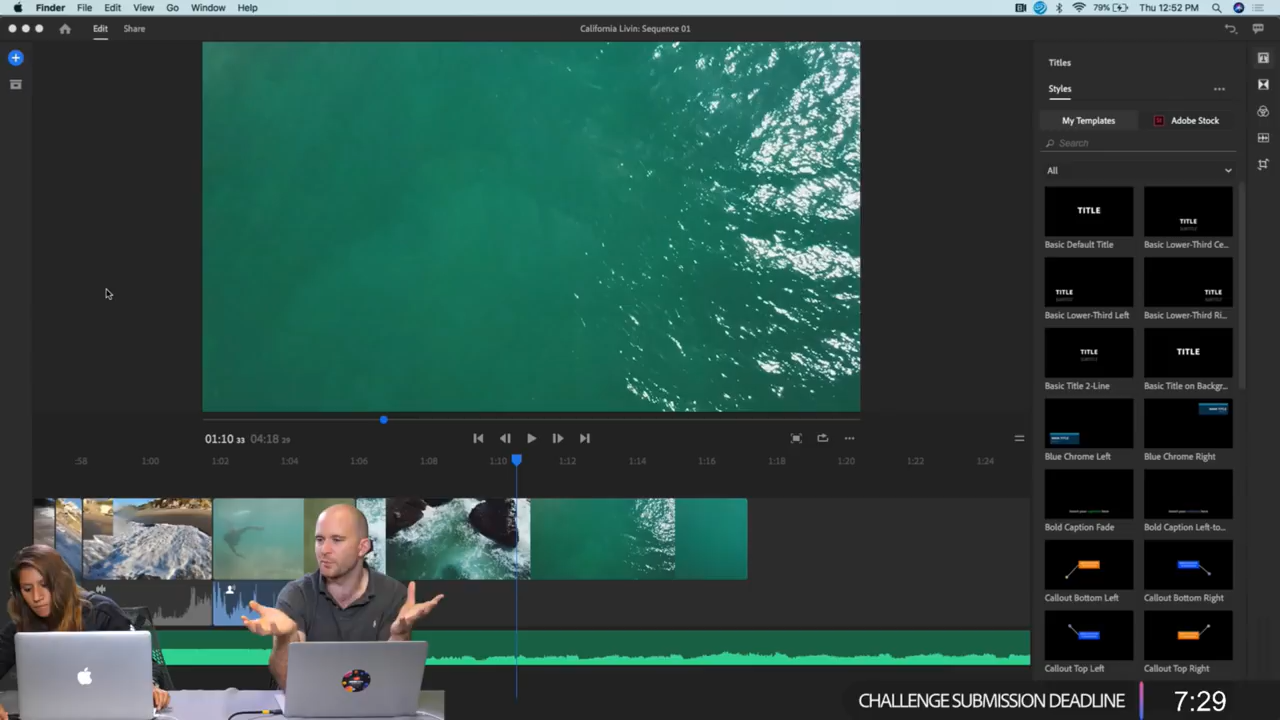 Finder File Edit View Go Window Help
79% Thu 12:52 PM
Edit Share
California Livin: Sequence 01
Titles
Styles
My Templates
St Adobe Stock
Search
All
TITLE
TITLE
Basic Default Title
Basic Lower-Third Ce...
TITLE
TITLE
Basic Lower-Third Left
Basic Lower-Third Ri...
TITLE
TITLE
Basic Title 2-Line
Basic Title on Backgr...
Blue Chrome Left
Blue Chrome Right
Bold Caption Fade
Bold Caption Left-to...
Callout Bottom Left
Callout Bottom Right
Callout Top Left
Callout Top Right
01:10 33 04:18 29
:58 1:00 1:02 1:04 1:06 1:08 1:10 1:12 1:14 1:16 1:18 1:20 1:22 1:24
CHALLENGE SUBMISSION DEADLINE 7:29